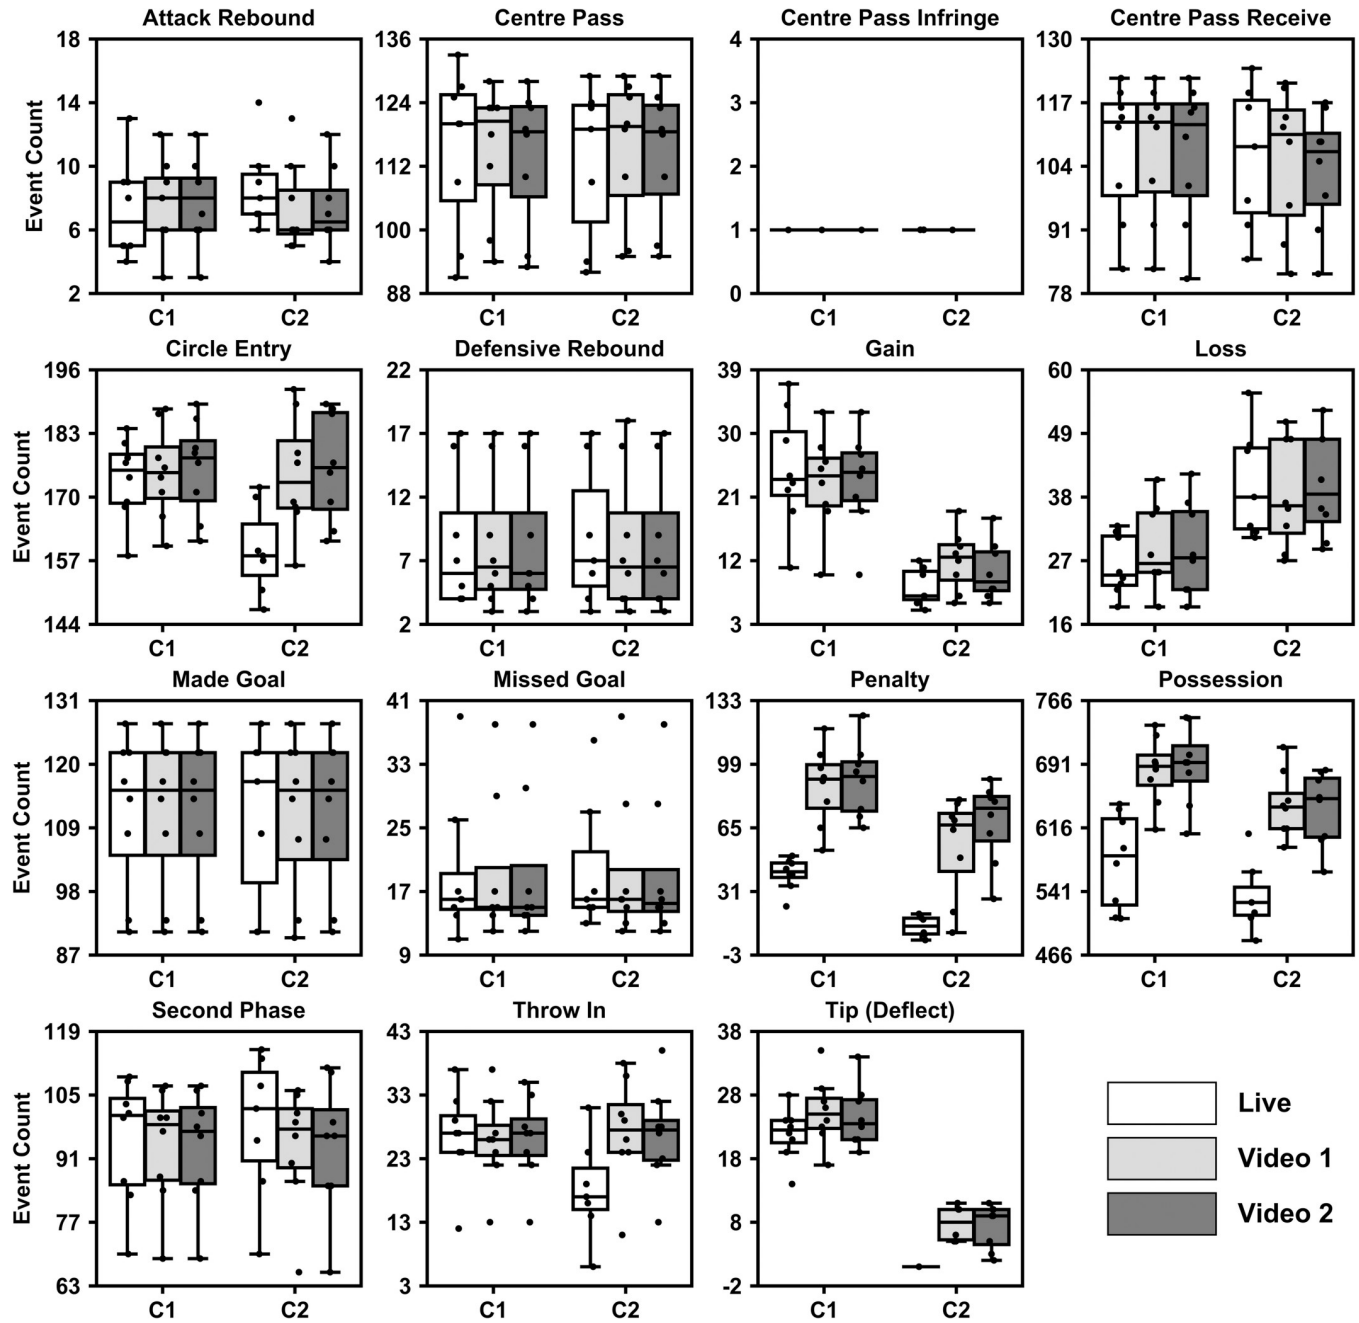 Attack Rebound
Centre Pass
Centre Pass Infringe
Centre Pass Receive
Event Count
18
14
10
6
2
C1
C2
136
124
112
100
88
C1
C2
4
3
2
1
0
C1
C2
130
117
104
91
78
C1
C2
Circle Entry
Defensive Rebound
Gain
Loss
Event Count
196
183
170
157
144
C1
C2
22
17
12
7
2
C1
C2
39
30
21
12
3
C1
C2
60
49
38
27
16
C1
C2
Made Goal
Missed Goal
Penalty
Possession
Event Count
131
120
109
98
87
C1
C2
41
33
25
17
9
C1
C2
133
99
65
31
-3
C1
C2
766
691
616
541
466
C1
C2
Second Phase
Throw In
Tip (Deflect)
Event Count
119
105
91
77
63
C1
C2
43
33
23
13
3
C1
C2
38
28
18
8
-2
C1
C2
Live
Video 1
Video 2